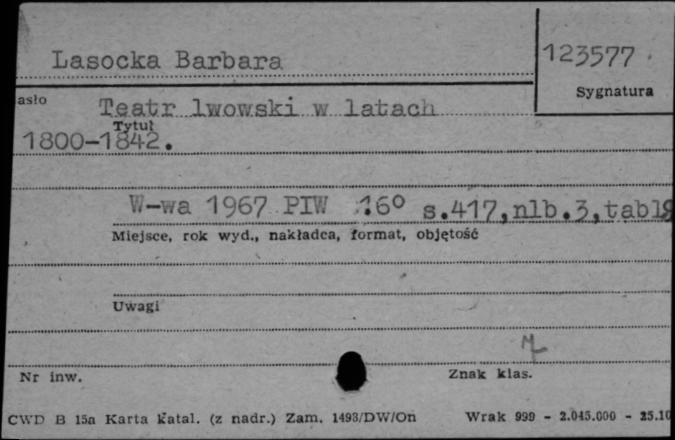 Lasocka Barbara
123577
Sygnatura
asło
Teatr lwowski w latach
Tytuł
1800-1842.
W-wa 1967 PIW 16° s.417,nlb.3,tabl
Miejsce, rok wyd., nakładca, format, objętość
Uwagi
Nr inw.
Znak klas.
CWD B 15a Karta katal. (z nadr.) Zam. 1493/DW/On
Wrak 999 - 2.045.000 - 25.10